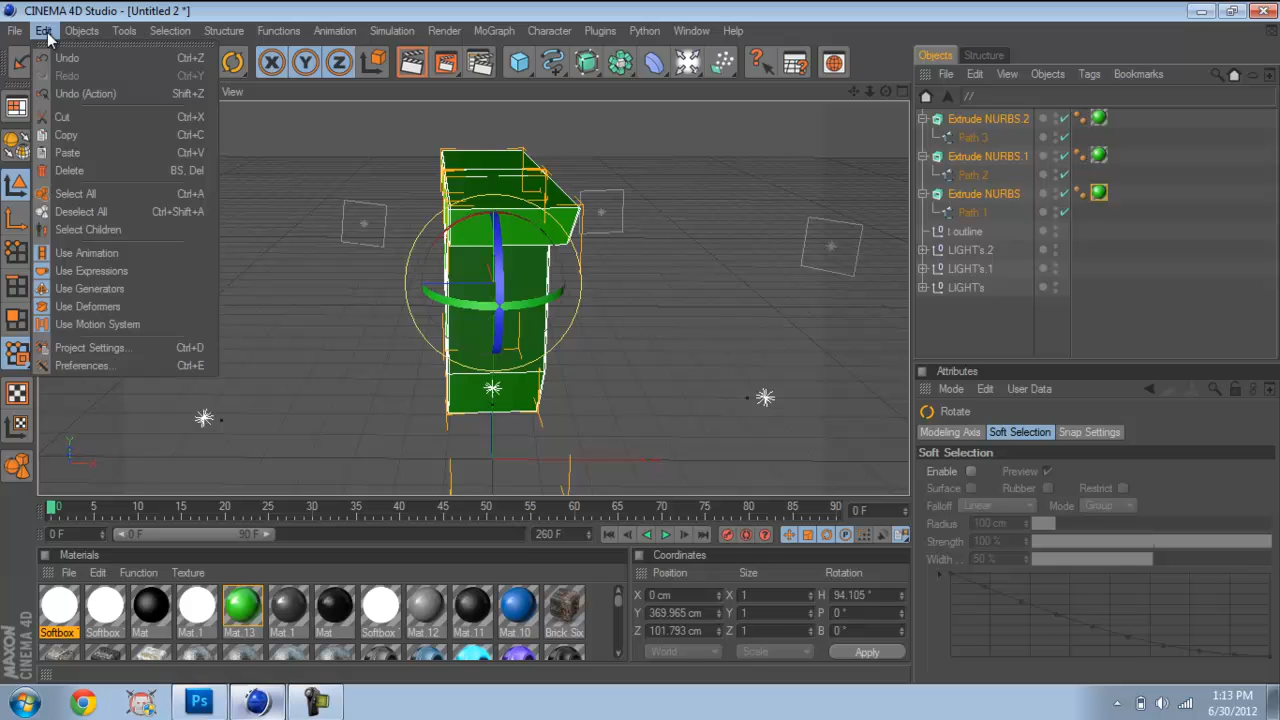 CINEMA 4D Studio - [Untitled 2 *]
File Edit Objects Tools Selection Structure Functions Animation Simulation Render MoGraph Character Plugins Python Window Help
Undo Ctrl+Z
Redo Ctrl+Y
Undo (Action) Shift+Z
Cut Ctrl+X
Copy Ctrl+C
Paste Ctrl+V
Delete BS, Del
Select All Ctrl+A
Deselect All Ctrl+Shift+A
Select Children
Use Animation
Use Expressions
Use Generators
Use Deformers
Use Motion System
Project Settings... Ctrl+D
Preferences... Ctrl+E
X Y Z
View
Y
X
Objects Structure
File Edit View Objects Tags Bookmarks
//
Extrude NURBS.2
Path 3
Extrude NURBS.1
Path 2
Extrude NURBS
Path 1
t outline
LIGHT's.2
LIGHT's.1
LIGHT's
Attributes
Mode Edit User Data
Rotate
Modeling Axis Soft Selection Snap Settings
Soft Selection
Enable Preview
Surface Rubber Restrict
Falloff Linear Mode Group
Radius 100 cm
Strength 100 %
Width . . 50 %
0 5 10 15 20 25 30 35 40 45 50 55 60 65 70 75 80 85 90 0 F
0 F 0 F 90 F 260 F
Materials
File Edit Function Texture
Softbox Softbox Mat Mat.1 Mat.13 Mat.1 Mat Softbox Mat.12 Mat.11 Mat.10 Brick Six
Coordinates
Position Size Rotation
X 0 cm X 1 H 94.105 °
Y 369.965 cm Y 1 P 0 °
Z 101.793 cm Z 1 B 0 °
World Scale Apply
MAXON
CINEMA 4D
Ps
1:13 PM
6/30/2012